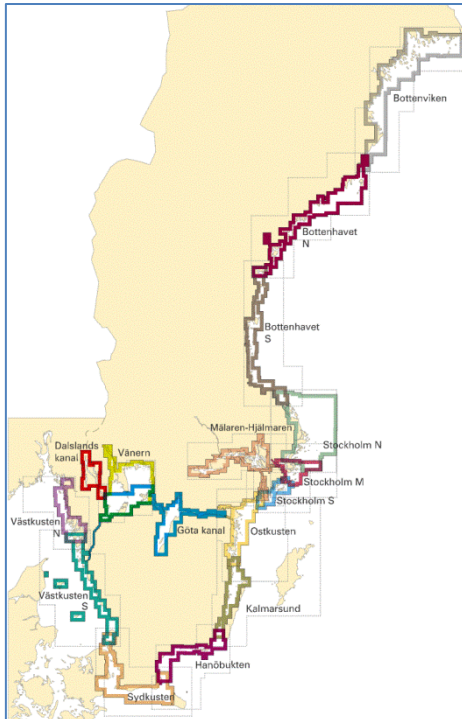 Bottenviken
Bottenhavet
N
Bottenhavet
S
Mälaren-Hjälmaren
Dalslands
kanal
Vänern
Stockholm N
Stockholm M
Stockholm S
Västkusten
N
Göta kanal
Ostkusten
Västkusten
S
Kalmarsund
Hanöbukten
Sydkusten